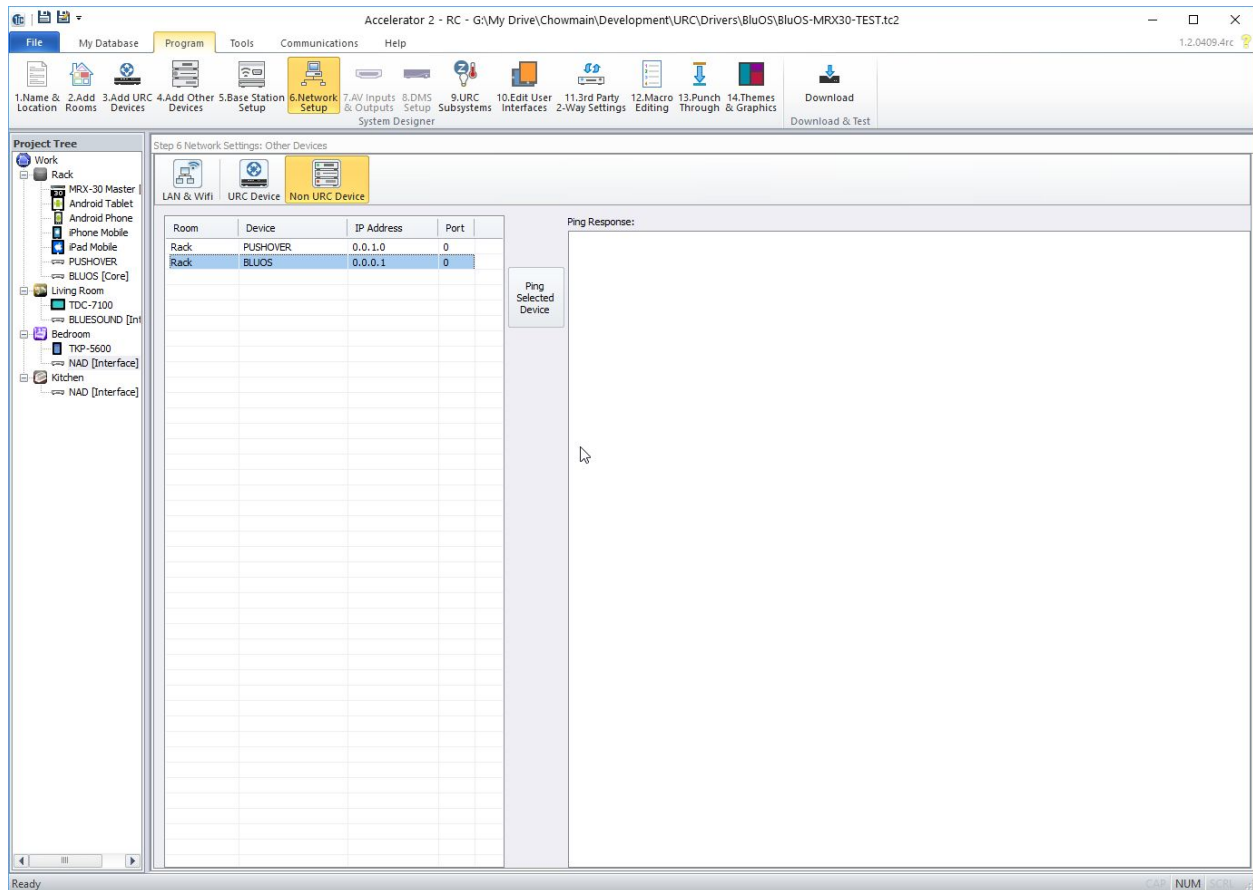 Accelerator 2 - RC - G:\My Drive\Chowmain\Development\URC\Drivers\BluOS\BluOS-MRX30-TEST.tc2
File My Database Program Tools Communications Help 1.2.0409.4rc
1.Name & Location
2.Add Rooms
3.Add URC Devices
4.Add Other Devices
5.Base Station Setup
6.Network Setup
7.AV Inputs & Outputs
8.DMS Setup
9.URC Subsystems
10.Edit User Interfaces
11.3rd Party 2-Way Settings
12.Macro Editing
13.Punch Through
14.Themes & Graphics
Download
System Designer
Download & Test
Project Tree
Work
Rack
MRX-30 Master [
Android Tablet
Android Phone
iPhone Mobile
iPad Mobile
PUSHOVER
BLUOS [Core]
Living Room
TDC-7100
BLUESOUND [Int
Bedroom
TKP-5600
NAD [Interface]
Kitchen
NAD [Interface]
Step 6 Network Settings: Other Devices
LAN & Wifi URC Device Non URC Device
Room Device IP Address Port
Rack PUSHOVER 0.0.1.0 0
Rack BLUOS 0.0.0.1 0
Ping
Selected
Device
Ping Response:
Ready CAP NUM SCRL